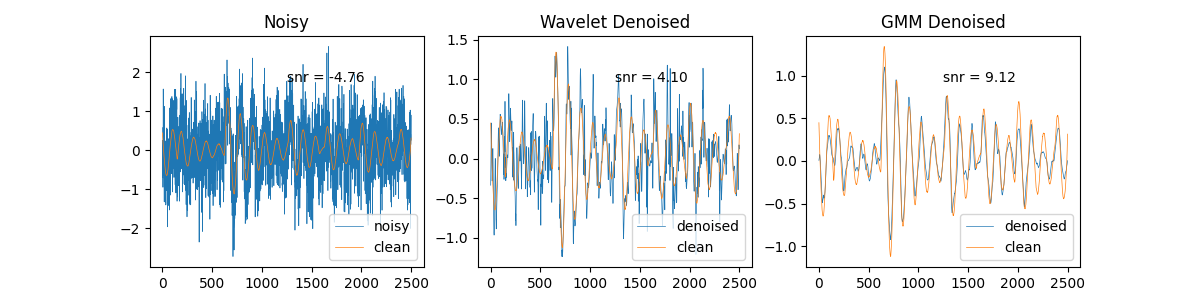 Noisy
Wavelet Denoised
GMM Denoised
snr = -4.76
snr = 4.10
snr = 9.12
2
1
0
−1
−2
1.5
1.0
0.5
0.0
−0.5
−1.0
1.0
0.5
0.0
−0.5
−1.0
noisy
clean
denoised
clean
denoised
clean
0 500 1000 1500 2000 2500
0 500 1000 1500 2000 2500
0 500 1000 1500 2000 2500